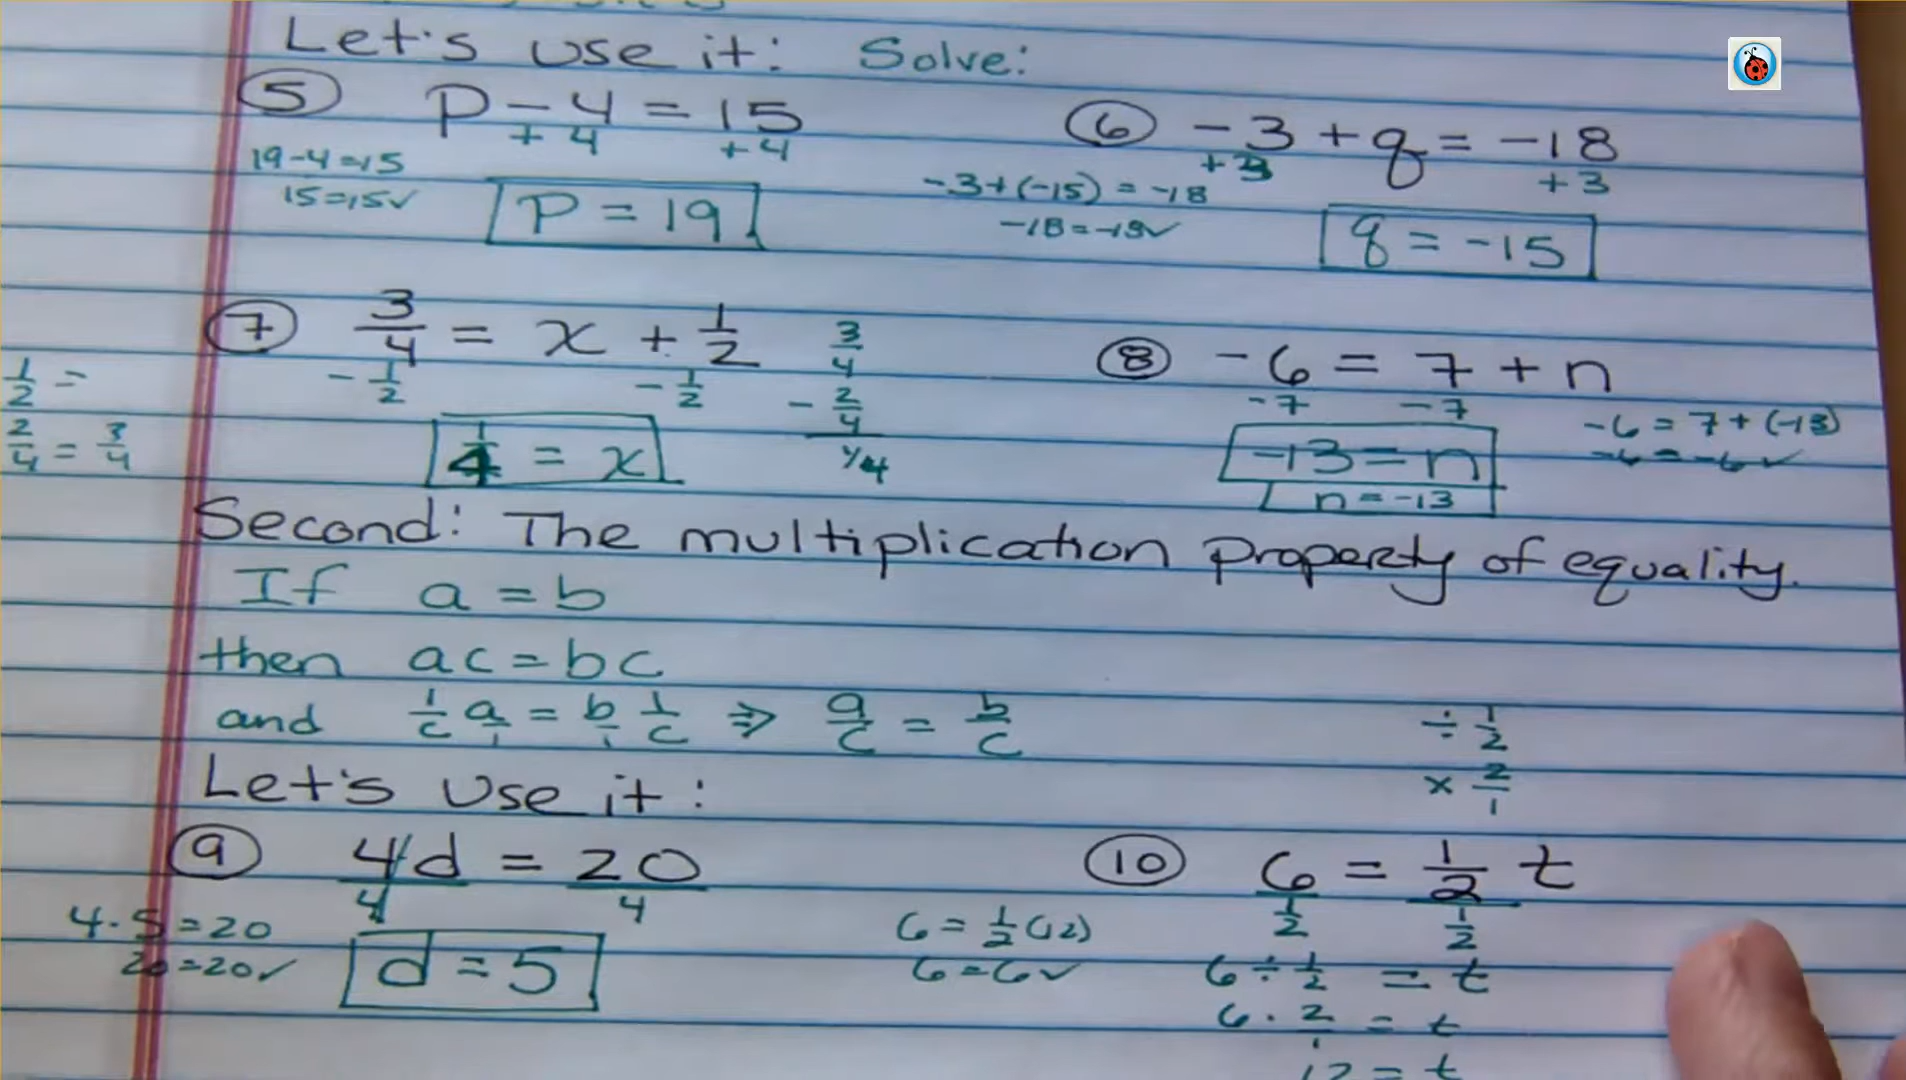 Let's use it: Solve:
⑤ P - 4 = 15
+ 4 + 4
19 - 4 = 15
15 = 15 ✓
P = 19
⑥ -3 + q = -18
+ 3 + 3
-3 + (-15) = -18
-18 = -18 ✓
q = -15
⑦ 3/4 = x + 1/2
- 1/2 - 1/2
3/4
- 2/4
1/4
1/2 =
2/4 = 3/4
1/4 = x
⑧ -6 = 7 + n
-7 -7
-6 = 7 + (-13)
-6 = -6 ✓
-13 = n
n = -13
Second: The multiplication property of equality.
If a = b
then ac = bc
and 1/c a/1 = b/1 1/c ⇒ a/c = b/c
÷ 1/2
× 2/1
Let's use it:
⑨ 4d = 20
4 4
4 · 5 = 20
20 = 20 ✓
d = 5
⑩ 6 = 1/2 t
1/2 1/2
6 = 1/2 (12)
6 = 6 ✓
6 ÷ 1/2 = t
6 · 2/1 = t
12 = t